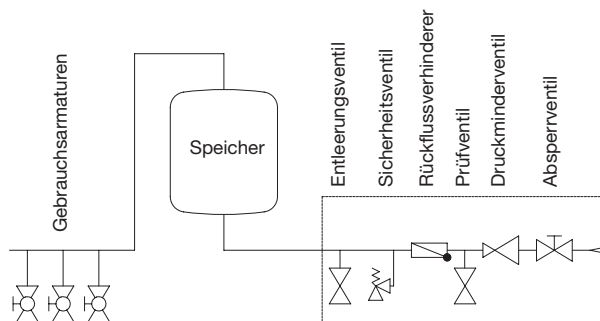 Gebrauchsarmaturen
Speicher
Entleerungsventil
Sicherheitsventil
Rückflussverhinderer
Prüfventil
Druckminderventil
Absperrventil